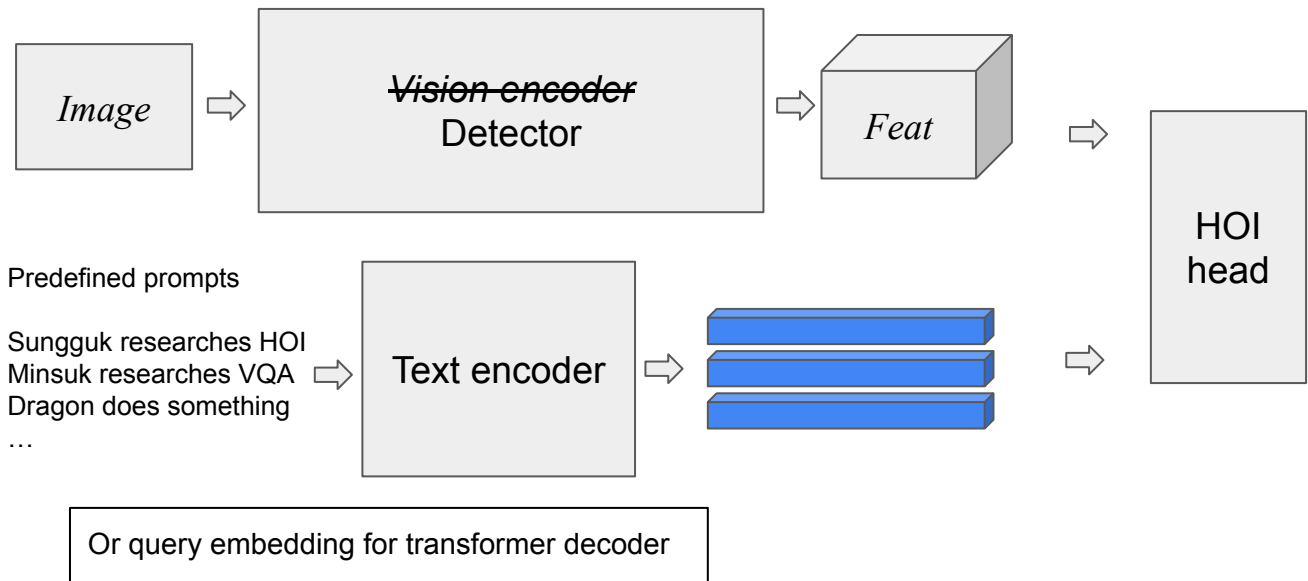 Image
Vision encoder
Detector
Feat
HOI
head
Predefined prompts
Sungguk researches HOI
Minsuk researches VQA
Dragon does something
…
Text encoder
Or query embedding for transformer decoder